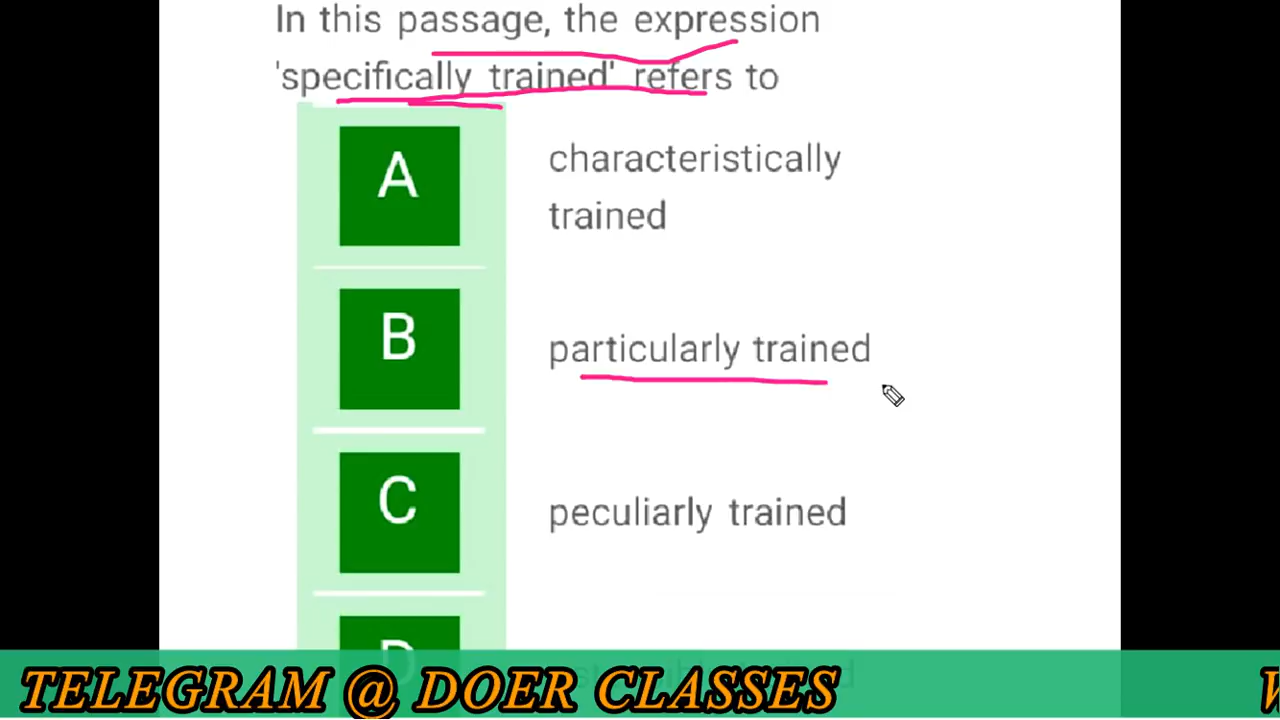 In this passage, the expression
'specifically trained' refers to
A
characteristically
trained
B
particularly trained
C
peculiarly trained
D
TELEGRAM @ DOER CLASSES